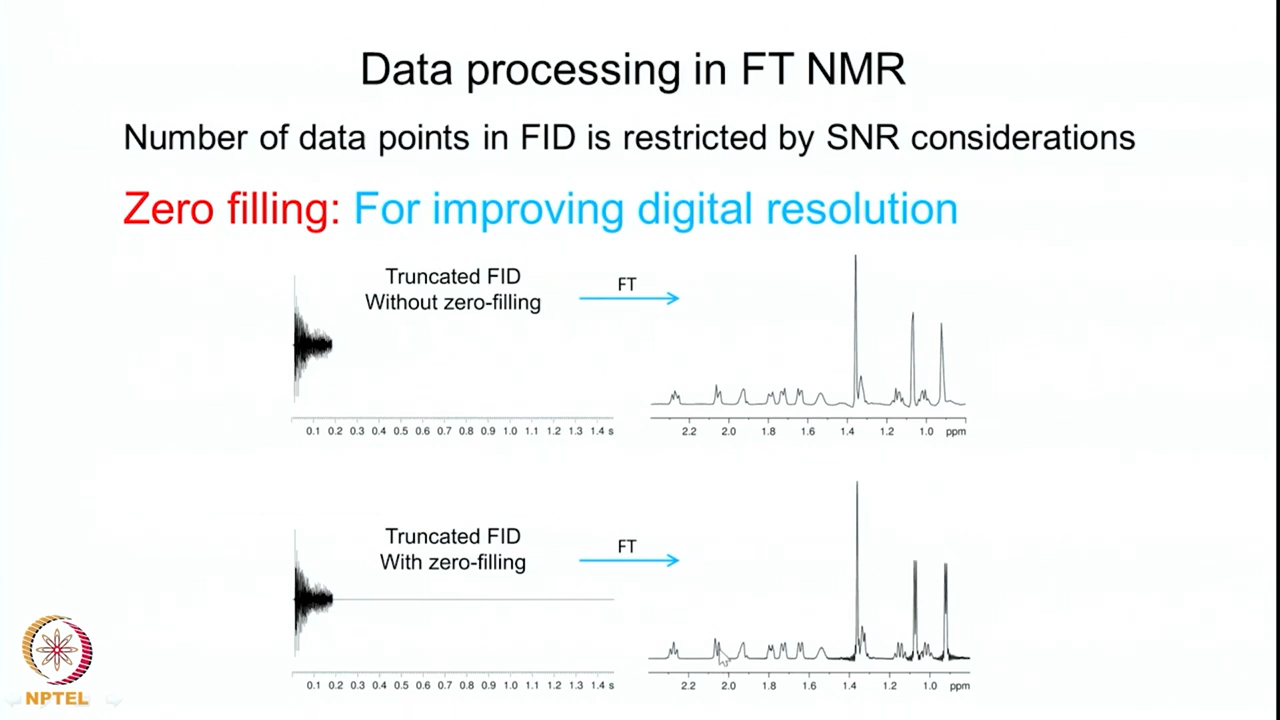 Data processing in FT NMR
Number of data points in FID is restricted by SNR considerations
Zero filling: For improving digital resolution
Truncated FID
Without zero-filling
FT
0.1 0.2 0.3 0.4 0.5 0.6 0.7 0.8 0.9 1.0 1.1 1.2 1.3 1.4 s
2.2 2.0 1.8 1.6 1.4 1.2 1.0 ppm
Truncated FID
With zero-filling
FT
0.1 0.2 0.3 0.4 0.5 0.6 0.7 0.8 0.9 1.0 1.1 1.2 1.3 1.4 s
2.2 2.0 1.8 1.6 1.4 1.2 1.0 ppm
NPTEL